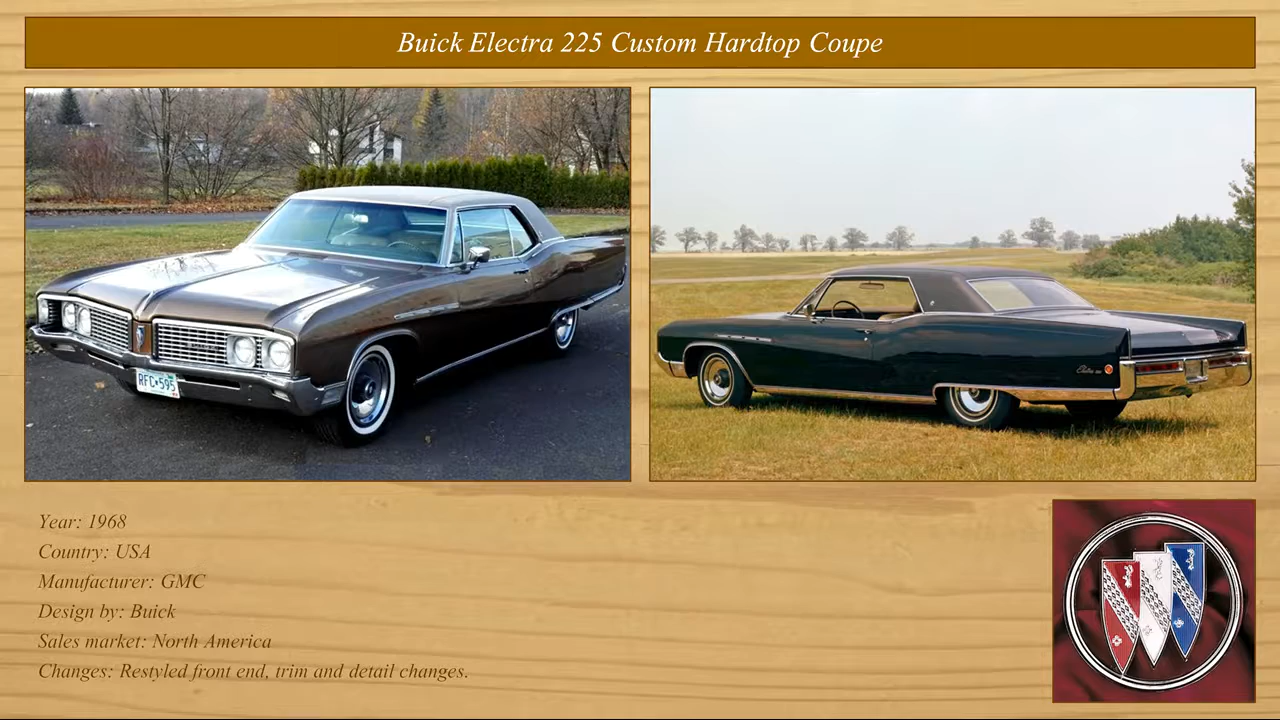 Buick Electra 225 Custom Hardtop Coupe
RFC•595
Year: 1968
Country: USA
Manufacturer: GMC
Design by: Buick
Sales market: North America
Changes: Restyled front end, trim and detail changes.